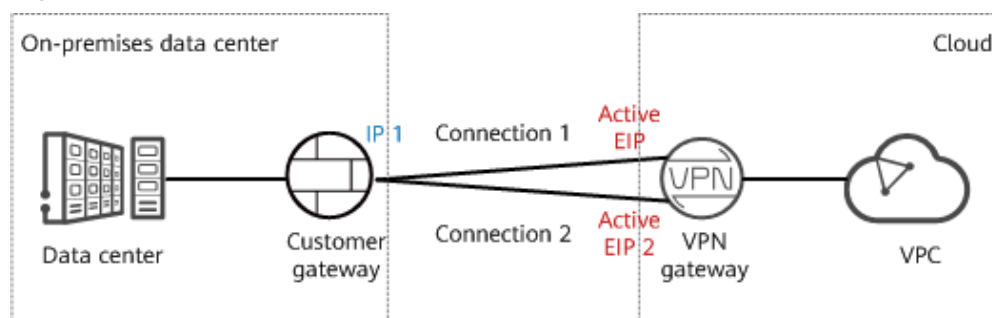 On-premises data center
Cloud
IP 1
Connection 1
Active
EIP
VPN
Data center
Customer
gateway
Connection 2
Active
EIP 2
VPN
gateway
VPC